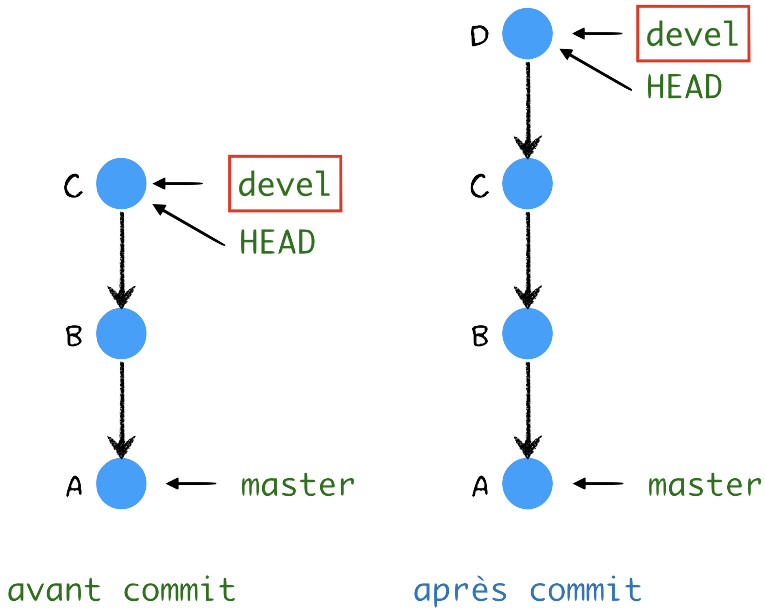 C
devel
HEAD
B
A
master
avant commit
D
devel
HEAD
C
B
A
master
après commit